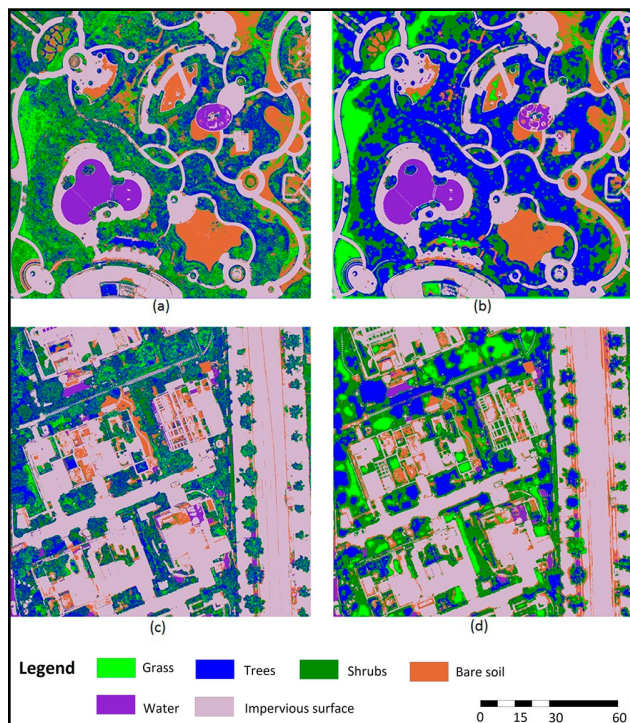 (a)
(b)
(c)
(d)
Legend
Grass
Trees
Shrubs
Bare soil
Water
Impervious surface
0 15 30 60